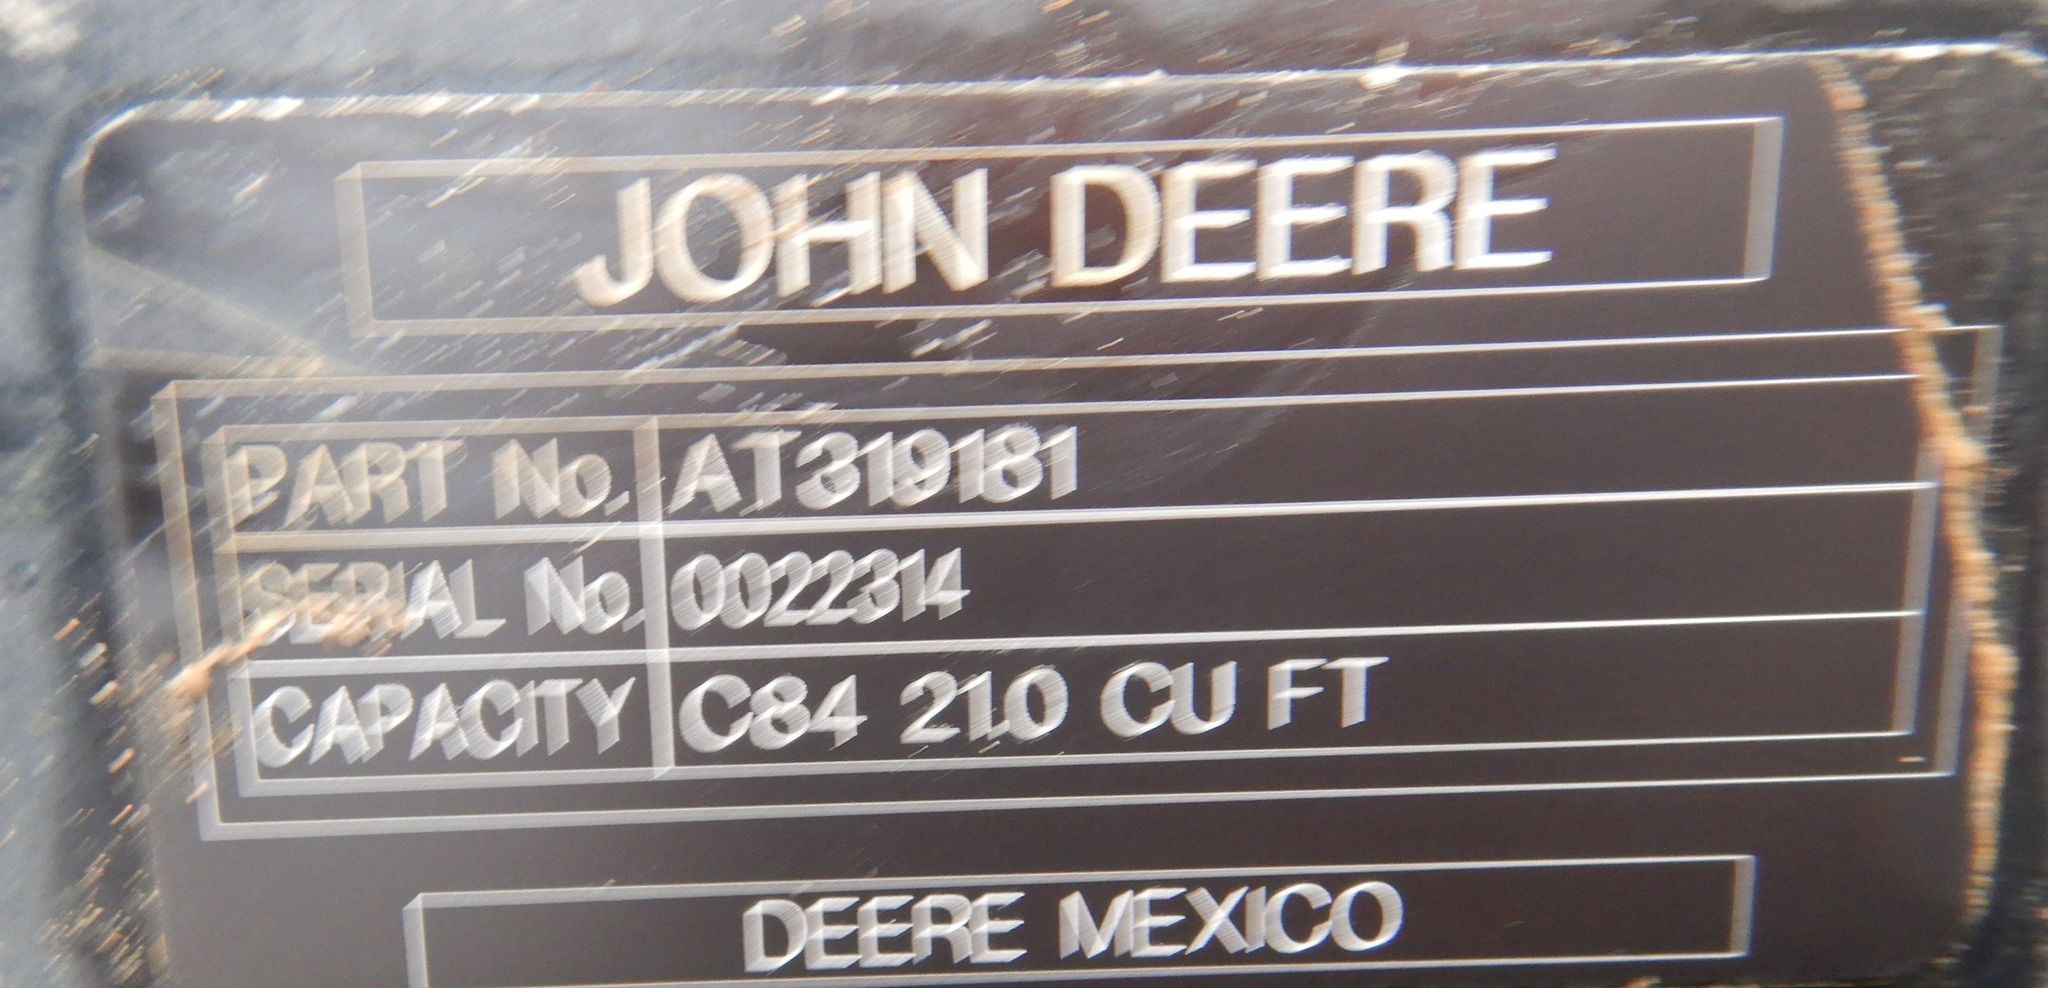 JOHN DEERE
PART No. AT319181
SERIAL No. 0022314
CAPACITY C84 21.0 CU FT
DEERE MEXICO